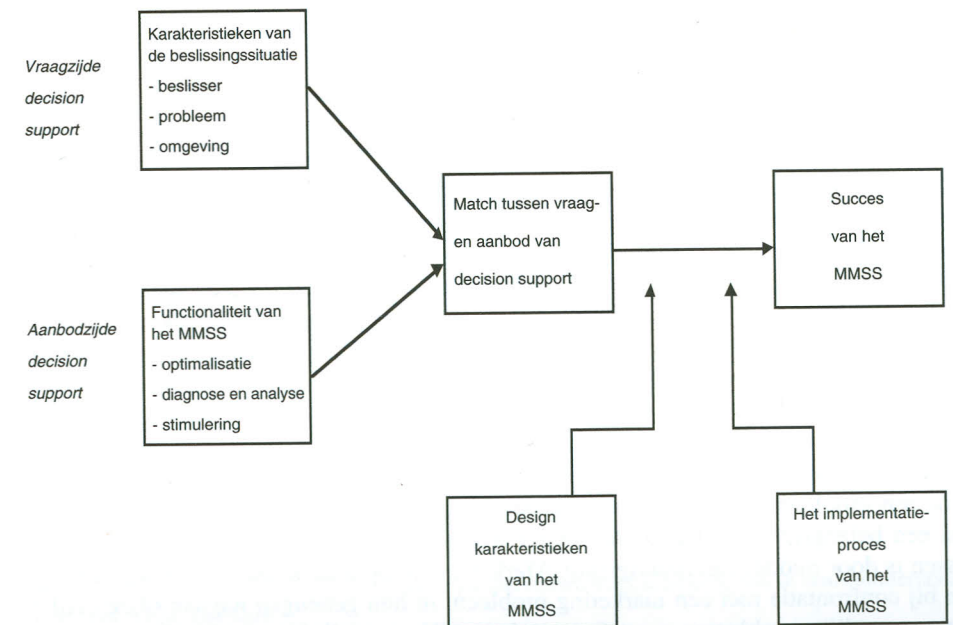 Vraagzijde
decision
support
Karakteristieken van
de beslissingssituatie
- beslisser
- probleem
- omgeving
Match tussen vraag-
en aanbod van
decision support
Succes
van het
MMSS
Aanbodzijde
decision
support
Functionaliteit van
het MMSS
- optimalisatie
- diagnose en analyse
- stimulering
Design
karakteristieken
van het
MMSS
Het implementatie-
proces
van het
MMSS